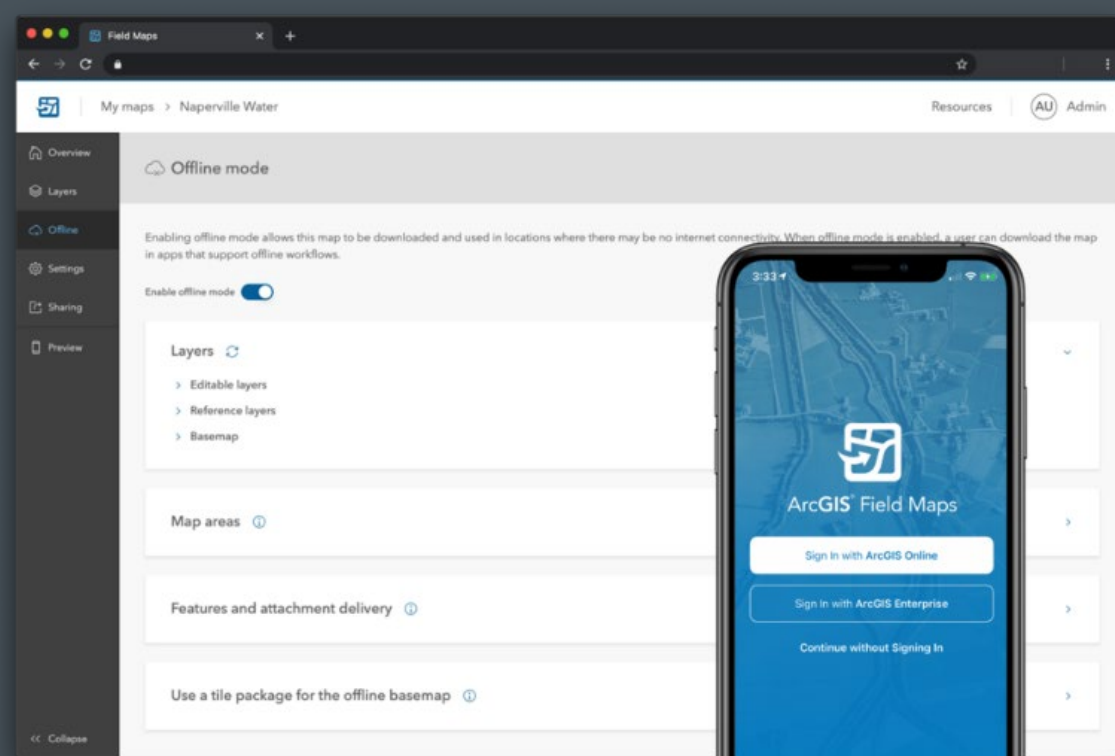 Field Maps
My maps > Naperville Water
Resources
AU
Admin
Overview
Layers
Offline
Settings
Sharing
Preview
<< Collapse
Offline mode
Enabling offline mode allows this map to be downloaded and used in locations where there may be no internet connectivity. When offline mode is enabled, a user can download the map
in apps that support offline workflows.
Enable offline mode
Layers
Editable layers
Reference layers
Basemap
Map areas
Features and attachment delivery
Use a tile package for the offline basemap
3:33
ArcGIS® Field Maps
Sign In with ArcGIS Online
Sign In with ArcGIS Enterprise
Continue without Signing In